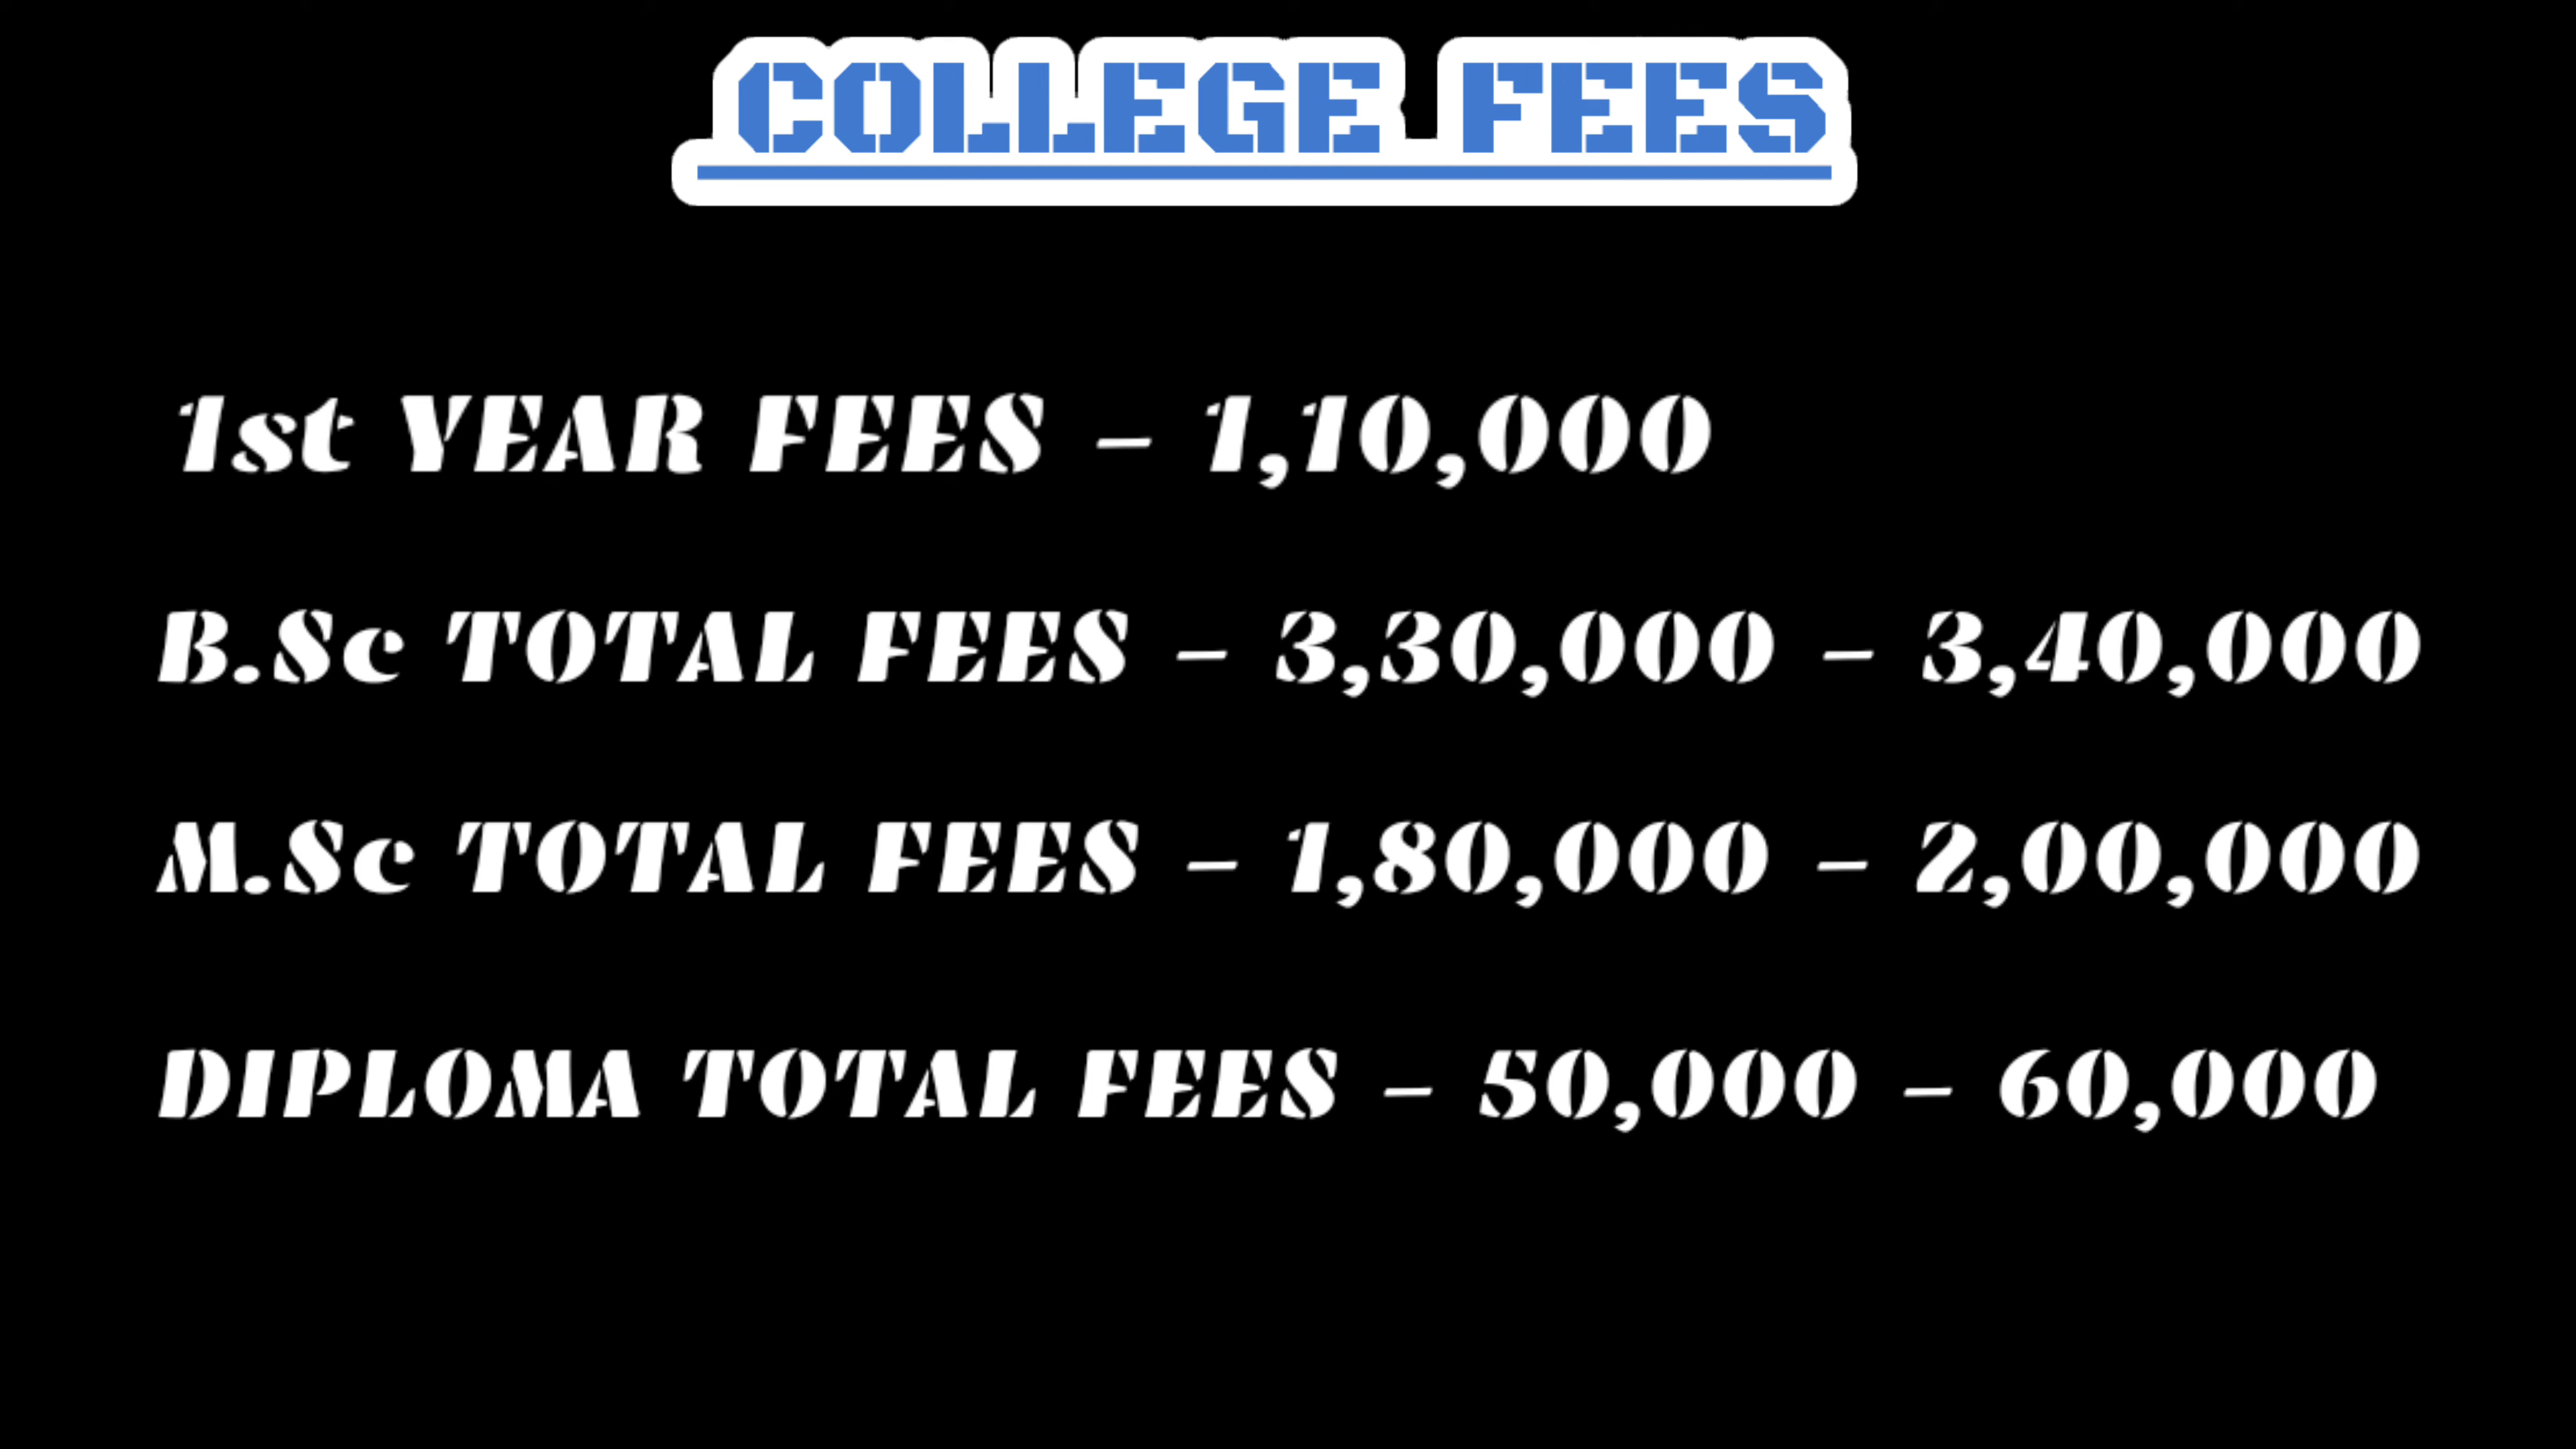 COLLEGE FEES
1st YEAR FEES - 1,10,000
B.Sc TOTAL FEES - 3,30,000 - 3,40,000
M.Sc TOTAL FEES - 1,80,000 - 2,00,000
DIPLOMA TOTAL FEES - 50,000 - 60,000